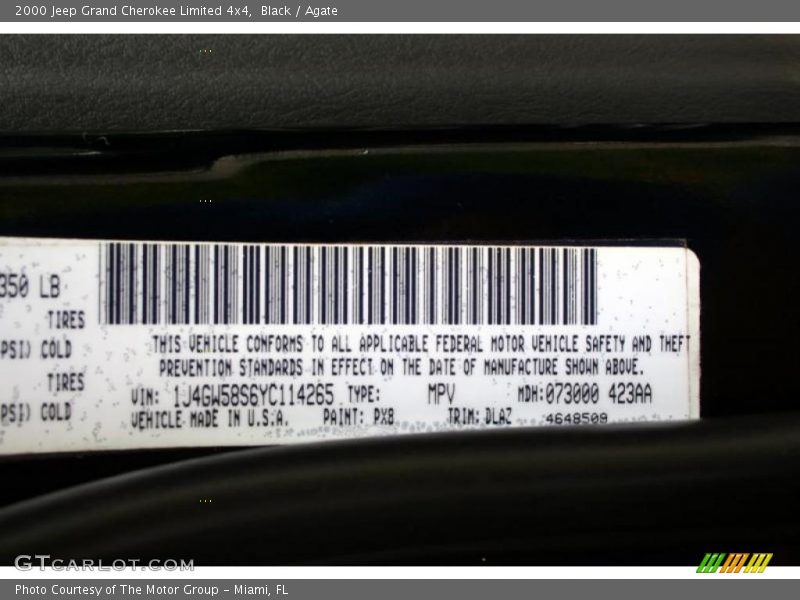 2000 Jeep Grand Cherokee Limited 4x4, Black / Agate
350 LB
TIRES
PSI) COLD
TIRES
PSI) COLD
THIS VEHICLE CONFORMS TO ALL APPLICABLE FEDERAL MOTOR VEHICLE SAFETY AND THEFT
PREVENTION STANDARDS IN EFFECT ON THE DATE OF MANUFACTURE SHOWN ABOVE.
VIN: 1J4GW58S6YC114265 TYPE: MPV MDH:073000 423AA
VEHICLE MADE IN U.S.A. PAINT: PX8 TRIM: DLAZ 4648509
GTCARLOT.COM
Photo Courtesy of The Motor Group - Miami, FL